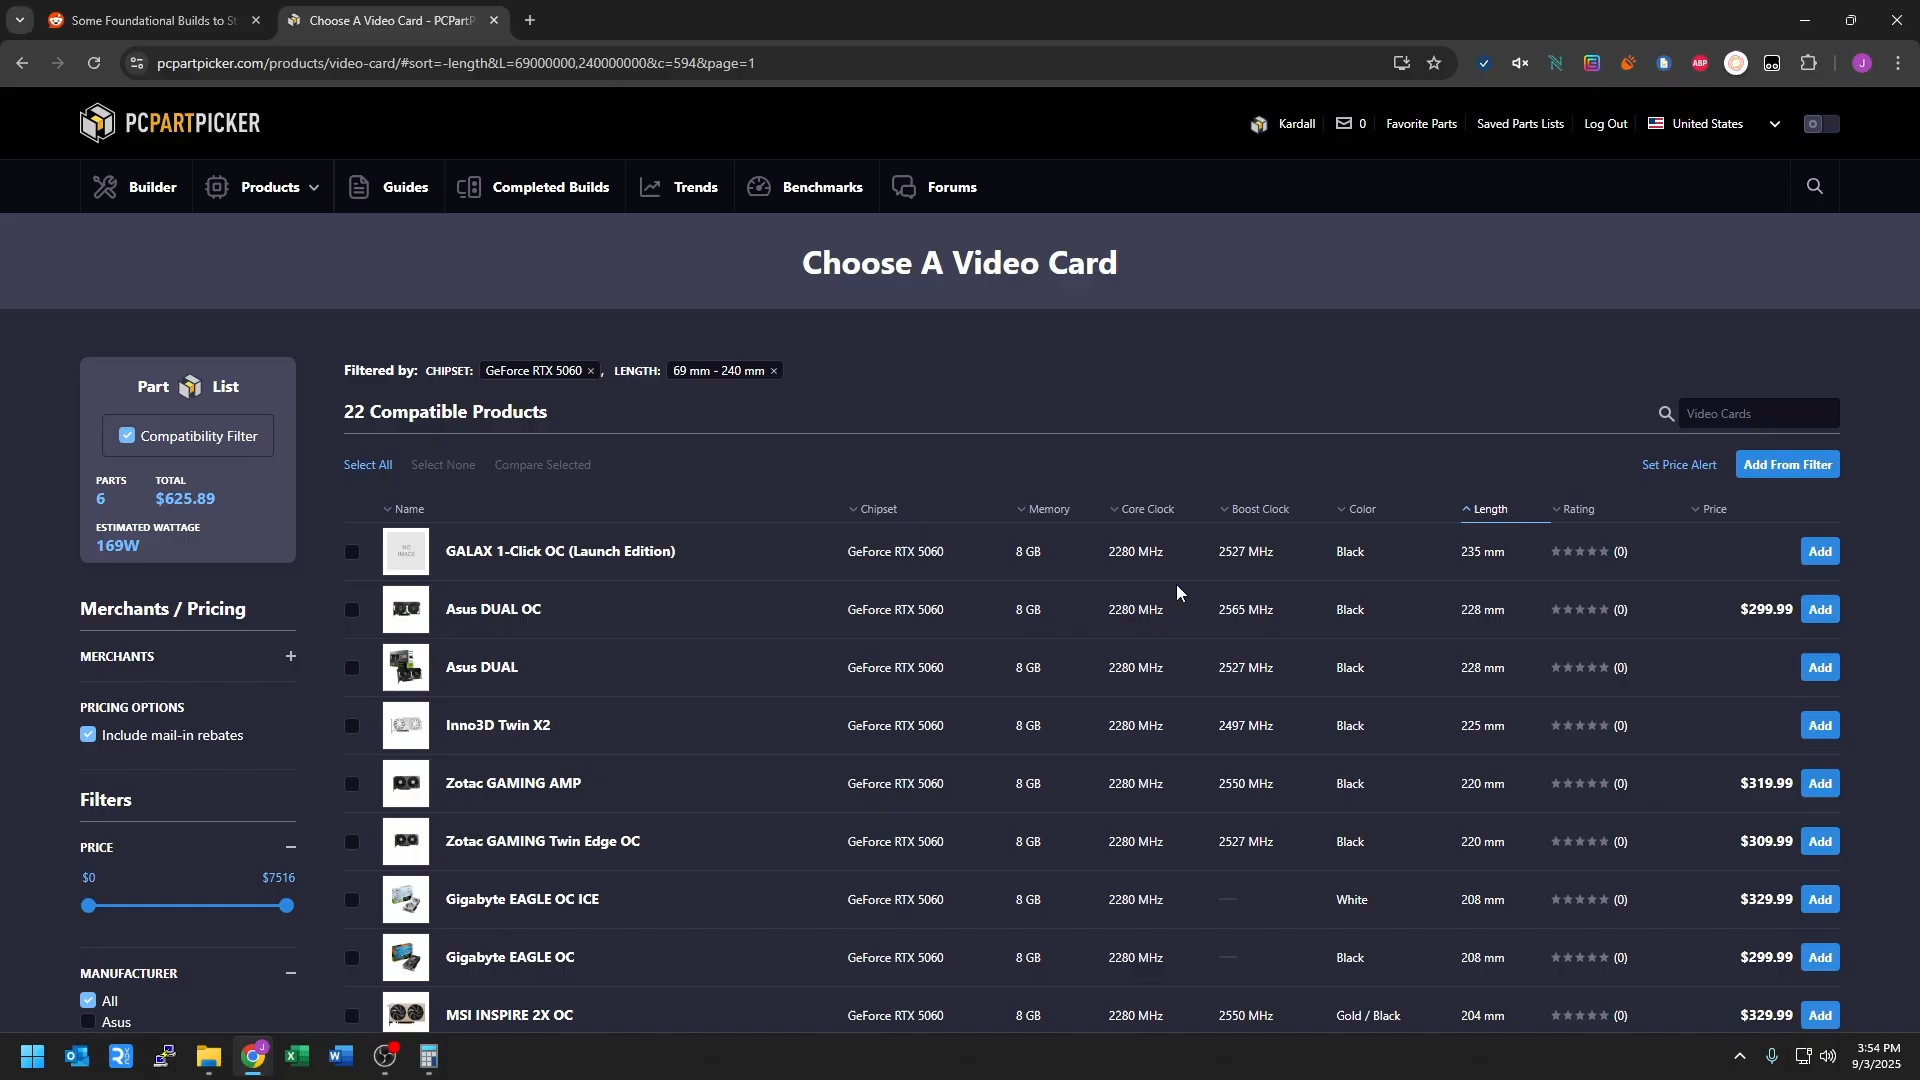 Some Foundational Builds to St
Choose A Video Card - PCPartP
pcpartpicker.com/products/video-card/#sort=-length&L=69000000,240000000&c=594&page=1
ABP
J
PCPARTPICKER
Kardall
0
Favorite Parts
Saved Parts Lists
Log Out
United States
Builder
Products
Guides
Completed Builds
Trends
Benchmarks
Forums
Choose A Video Card
Part List
Compatibility Filter
PARTS TOTAL
6 $625.89
ESTIMATED WATTAGE
169W
Merchants / Pricing
MERCHANTS
PRICING OPTIONS
Include mail-in rebates
Filters
PRICE
$0 $7516
MANUFACTURER
All
Asus
Filtered by: CHIPSET: GeForce RTX 5060 ×, LENGTH: 69 mm - 240 mm ×
22 Compatible Products
Video Cards
Select All Select None Compare Selected Set Price Alert Add From Filter
Name Chipset Memory Core Clock Boost Clock Color Length Rating Price
NO IMAGE GALAX 1-Click OC (Launch Edition) GeForce RTX 5060 8 GB 2280 MHz 2527 MHz Black 235 mm (0) Add
Asus DUAL OC GeForce RTX 5060 8 GB 2280 MHz 2565 MHz Black 228 mm (0) $299.99 Add
Asus DUAL GeForce RTX 5060 8 GB 2280 MHz 2527 MHz Black 228 mm (0) Add
Inno3D Twin X2 GeForce RTX 5060 8 GB 2280 MHz 2497 MHz Black 225 mm (0) Add
Zotac GAMING AMP GeForce RTX 5060 8 GB 2280 MHz 2550 MHz Black 220 mm (0) $319.99 Add
Zotac GAMING Twin Edge OC GeForce RTX 5060 8 GB 2280 MHz 2527 MHz Black 220 mm (0) $309.99 Add
Gigabyte EAGLE OC ICE GeForce RTX 5060 8 GB 2280 MHz — White 208 mm (0) $329.99 Add
Gigabyte EAGLE OC GeForce RTX 5060 8 GB 2280 MHz — Black 208 mm (0) $299.99 Add
MSI INSPIRE 2X OC GeForce RTX 5060 8 GB 2280 MHz 2550 MHz Gold / Black 204 mm (0) $329.99 Add
3:54 PM
9/3/2025